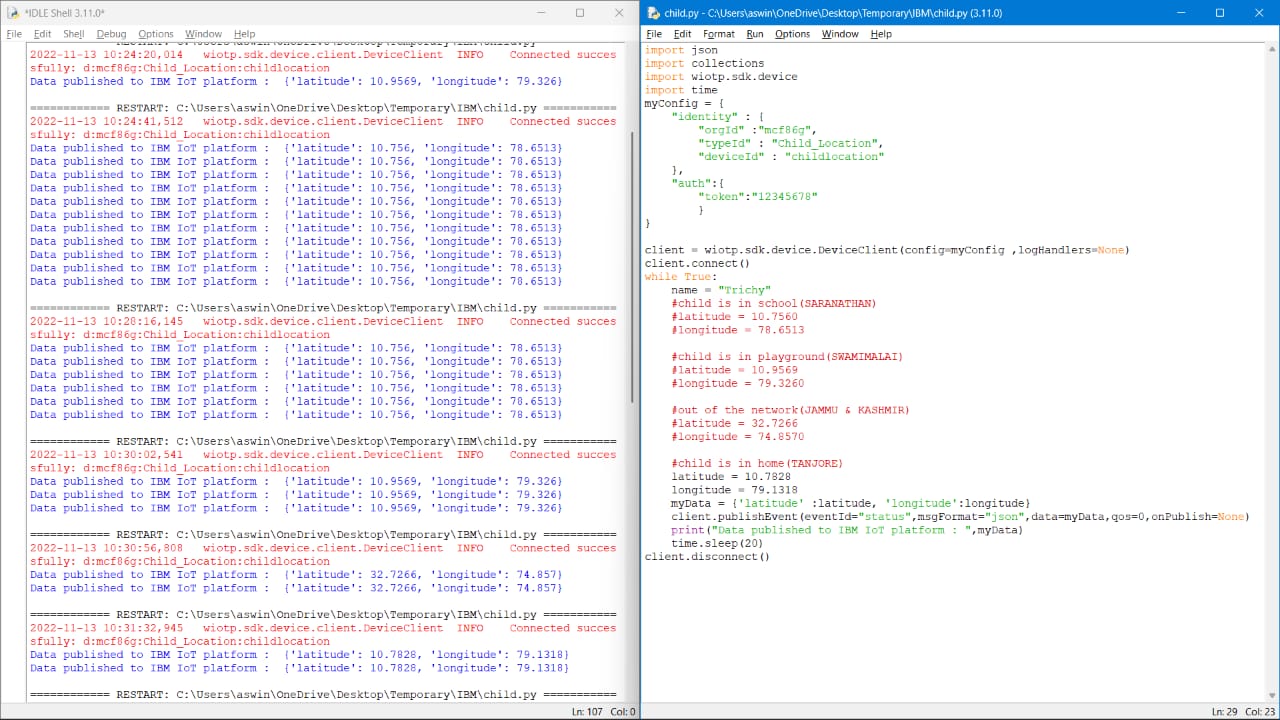 *IDLE Shell 3.11.0*
File Edit Shell Debug Options Window Help
============ RESTART: C:\Users\aswin\OneDrive\Desktop\Temporary\IBM\child.py ===========
2022-11-13 10:24:20,014   wiotp.sdk.device.client.DeviceClient  INFO    Connected succes
sfully: d:mcf86g:Child_Location:childlocation
Data published to IBM IoT platform :  {'latitude': 10.9569, 'longitude': 79.326}
============ RESTART: C:\Users\aswin\OneDrive\Desktop\Temporary\IBM\child.py ===========
2022-11-13 10:24:41,512   wiotp.sdk.device.client.DeviceClient  INFO    Connected succes
sfully: d:mcf86g:Child_Location:childlocation
Data published to IBM IoT platform :  {'latitude': 10.756, 'longitude': 78.6513}
Data published to IBM IoT platform :  {'latitude': 10.756, 'longitude': 78.6513}
Data published to IBM IoT platform :  {'latitude': 10.756, 'longitude': 78.6513}
Data published to IBM IoT platform :  {'latitude': 10.756, 'longitude': 78.6513}
Data published to IBM IoT platform :  {'latitude': 10.756, 'longitude': 78.6513}
Data published to IBM IoT platform :  {'latitude': 10.756, 'longitude': 78.6513}
Data published to IBM IoT platform :  {'latitude': 10.756, 'longitude': 78.6513}
Data published to IBM IoT platform :  {'latitude': 10.756, 'longitude': 78.6513}
Data published to IBM IoT platform :  {'latitude': 10.756, 'longitude': 78.6513}
Data published to IBM IoT platform :  {'latitude': 10.756, 'longitude': 78.6513}
Data published to IBM IoT platform :  {'latitude': 10.756, 'longitude': 78.6513}
============ RESTART: C:\Users\aswin\OneDrive\Desktop\Temporary\IBM\child.py ===========
2022-11-13 10:28:16,145   wiotp.sdk.device.client.DeviceClient  INFO    Connected succes
sfully: d:mcf86g:Child_Location:childlocation
Data published to IBM IoT platform :  {'latitude': 10.756, 'longitude': 78.6513}
Data published to IBM IoT platform :  {'latitude': 10.756, 'longitude': 78.6513}
Data published to IBM IoT platform :  {'latitude': 10.756, 'longitude': 78.6513}
Data published to IBM IoT platform :  {'latitude': 10.756, 'longitude': 78.6513}
Data published to IBM IoT platform :  {'latitude': 10.756, 'longitude': 78.6513}
Data published to IBM IoT platform :  {'latitude': 10.756, 'longitude': 78.6513}
============ RESTART: C:\Users\aswin\OneDrive\Desktop\Temporary\IBM\child.py ===========
2022-11-13 10:30:02,541   wiotp.sdk.device.client.DeviceClient  INFO    Connected succes
sfully: d:mcf86g:Child_Location:childlocation
Data published to IBM IoT platform :  {'latitude': 10.9569, 'longitude': 79.326}
Data published to IBM IoT platform :  {'latitude': 10.9569, 'longitude': 79.326}
Data published to IBM IoT platform :  {'latitude': 10.9569, 'longitude': 79.326}
============ RESTART: C:\Users\aswin\OneDrive\Desktop\Temporary\IBM\child.py ===========
2022-11-13 10:30:56,808   wiotp.sdk.device.client.DeviceClient  INFO    Connected succes
sfully: d:mcf86g:Child_Location:childlocation
Data published to IBM IoT platform :  {'latitude': 32.7266, 'longitude': 74.857}
Data published to IBM IoT platform :  {'latitude': 32.7266, 'longitude': 74.857}
============ RESTART: C:\Users\aswin\OneDrive\Desktop\Temporary\IBM\child.py ===========
2022-11-13 10:31:32,945   wiotp.sdk.device.client.DeviceClient  INFO    Connected succes
sfully: d:mcf86g:Child_Location:childlocation
Data published to IBM IoT platform :  {'latitude': 10.7828, 'longitude': 79.1318}
Data published to IBM IoT platform :  {'latitude': 10.7828, 'longitude': 79.1318}
============ RESTART: C:\Users\aswin\OneDrive\Desktop\Temporary\IBM\child.py ===========
Ln: 107 Col: 0
child.py - C:\Users\aswin\OneDrive\Desktop\Temporary\IBM\child.py (3.11.0)
File Edit Format Run Options Window Help
import json
import collections
import wiotp.sdk.device
import time
myConfig = {
    "identity" : {
        "orgId" :"mcf86g",
        "typeId" : "Child_Location",
        "deviceId" : "childlocation"
    },
    "auth":{
        "token":"12345678"
        }
}
client = wiotp.sdk.device.DeviceClient(config=myConfig ,logHandlers=None)
client.connect()
while True:
    name = "Trichy"
    #child is in school(SARANATHAN)
    #latitude = 10.7560
    #longitude = 78.6513
    #child is in playground(SWAMIMALAI)
    #latitude = 10.9569
    #longitude = 79.3260
    #out of the network(JAMMU & KASHMIR)
    #latitude = 32.7266
    #longitude = 74.8570
    #child is in home(TANJORE)
    latitude = 10.7828
    longitude = 79.1318
    myData = {'latitude' :latitude, 'longitude':longitude}
    client.publishEvent(eventId="status",msgFormat="json",data=myData,qos=0,onPublish=None)
    print("Data published to IBM IoT platform : ",myData)
    time.sleep(20)
client.disconnect()
Ln: 29 Col: 23